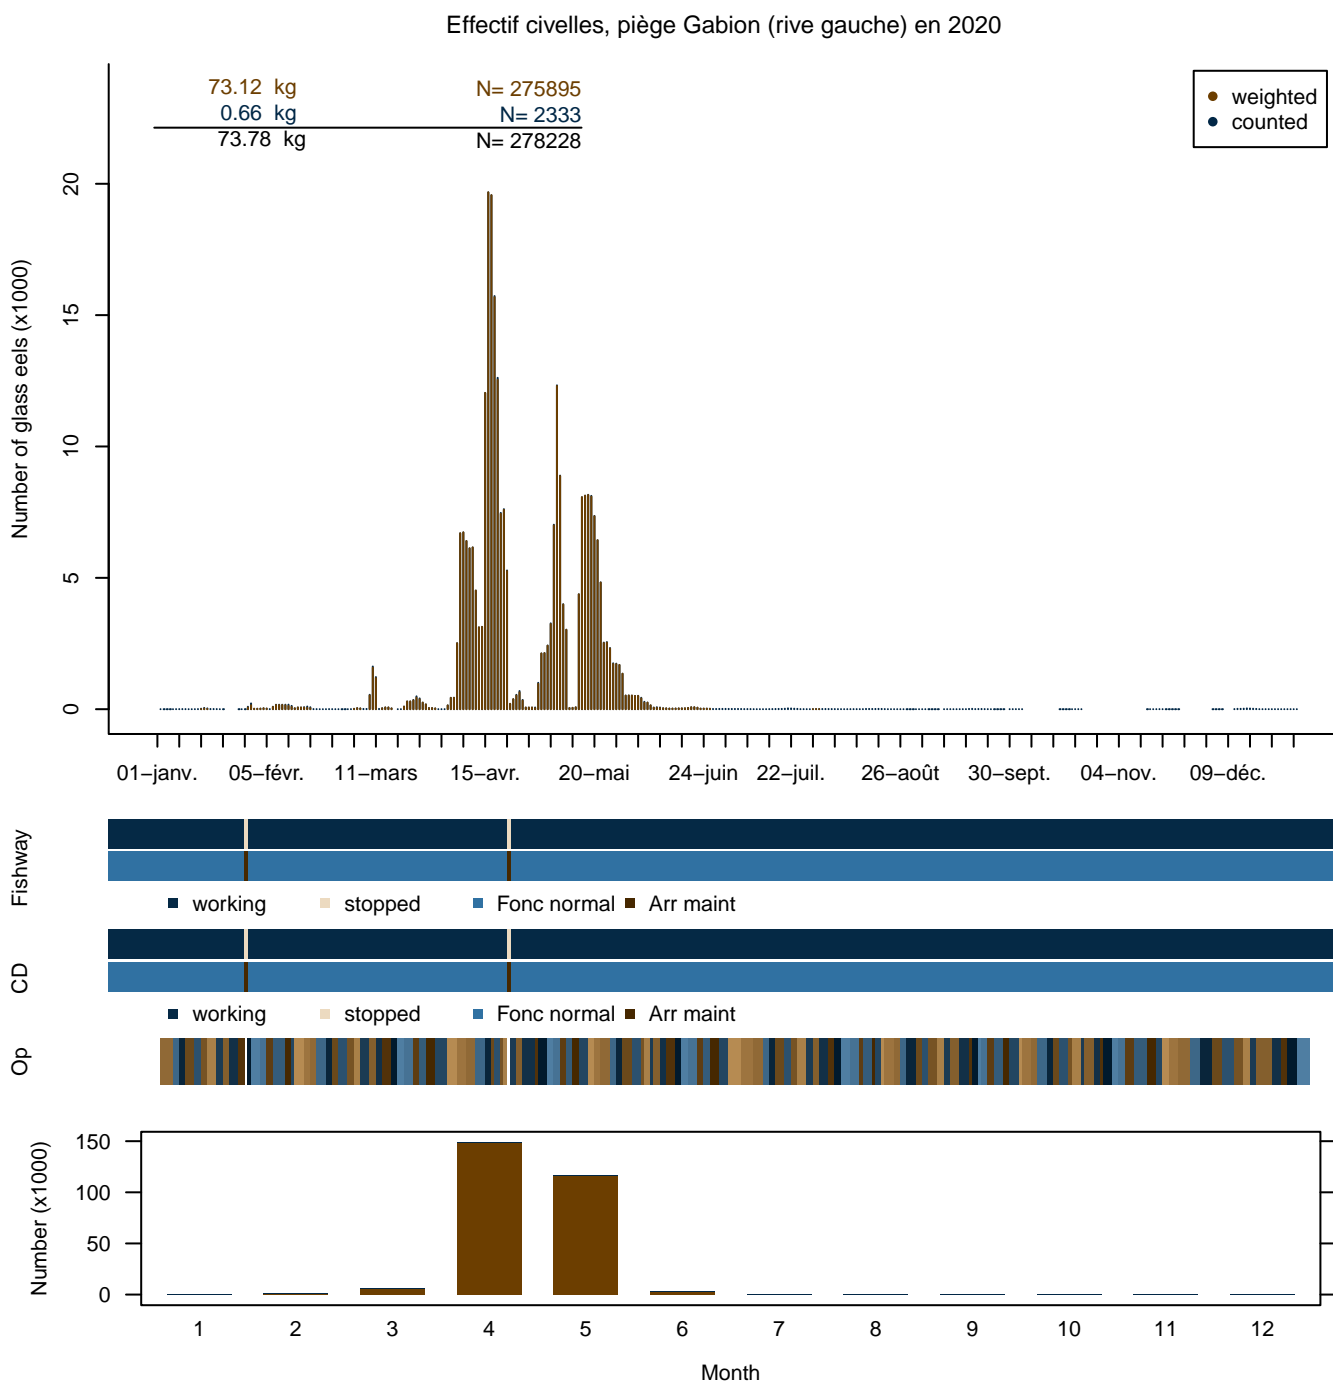 Effectif civelles, piège Gabion (rive gauche) en 2020
73.12 kg N= 275895
0.66 kg N= 2333
73.78 kg N= 278228
weighted
counted
Number of glass eels (x1000)
20
15
10
5
0
01−janv. 05−févr. 11−mars 15−avr. 20−mai 24−juin 22−juil. 26−août 30−sept. 04−nov. 09−déc.
Fishway
working stopped Fonc normal Arr maint
CD
working stopped Fonc normal Arr maint
Op
Number (x1000)
150
100
50
0
1 2 3 4 5 6 7 8 9 10 11 12
Month